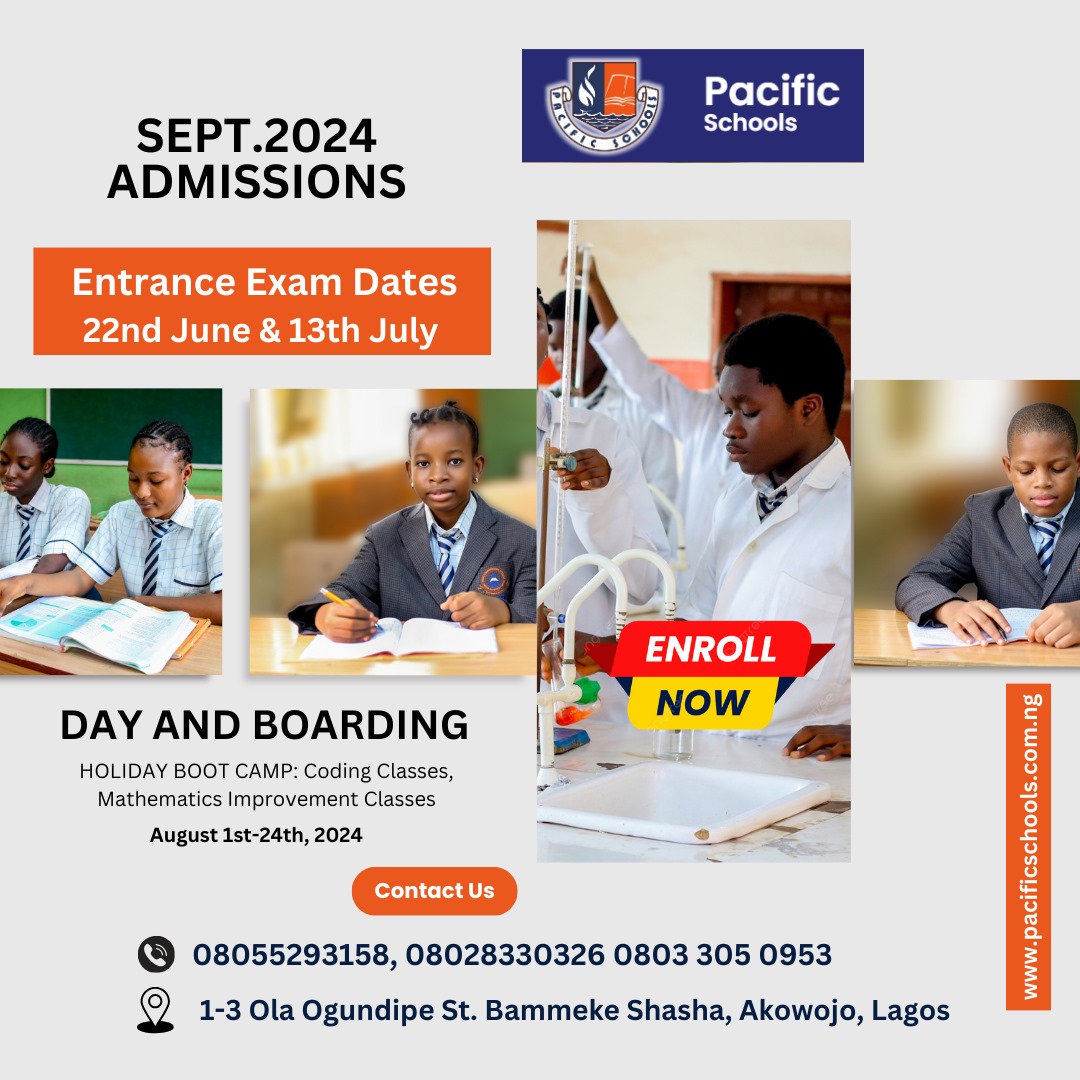 PACIFIC SCHOOLS
Pacific
Schools
SEPT.2024
ADMISSIONS
Entrance Exam Dates
22nd June & 13th July
ENROLL
NOW
DAY AND BOARDING
HOLIDAY BOOT CAMP: Coding Classes,
Mathematics Improvement Classes
August 1st-24th, 2024
Contact Us
08055293158, 08028330326 0803 305 0953
1-3 Ola Ogundipe St. Bammeke Shasha, Akowojo, Lagos
www.pacificschools.com.ng